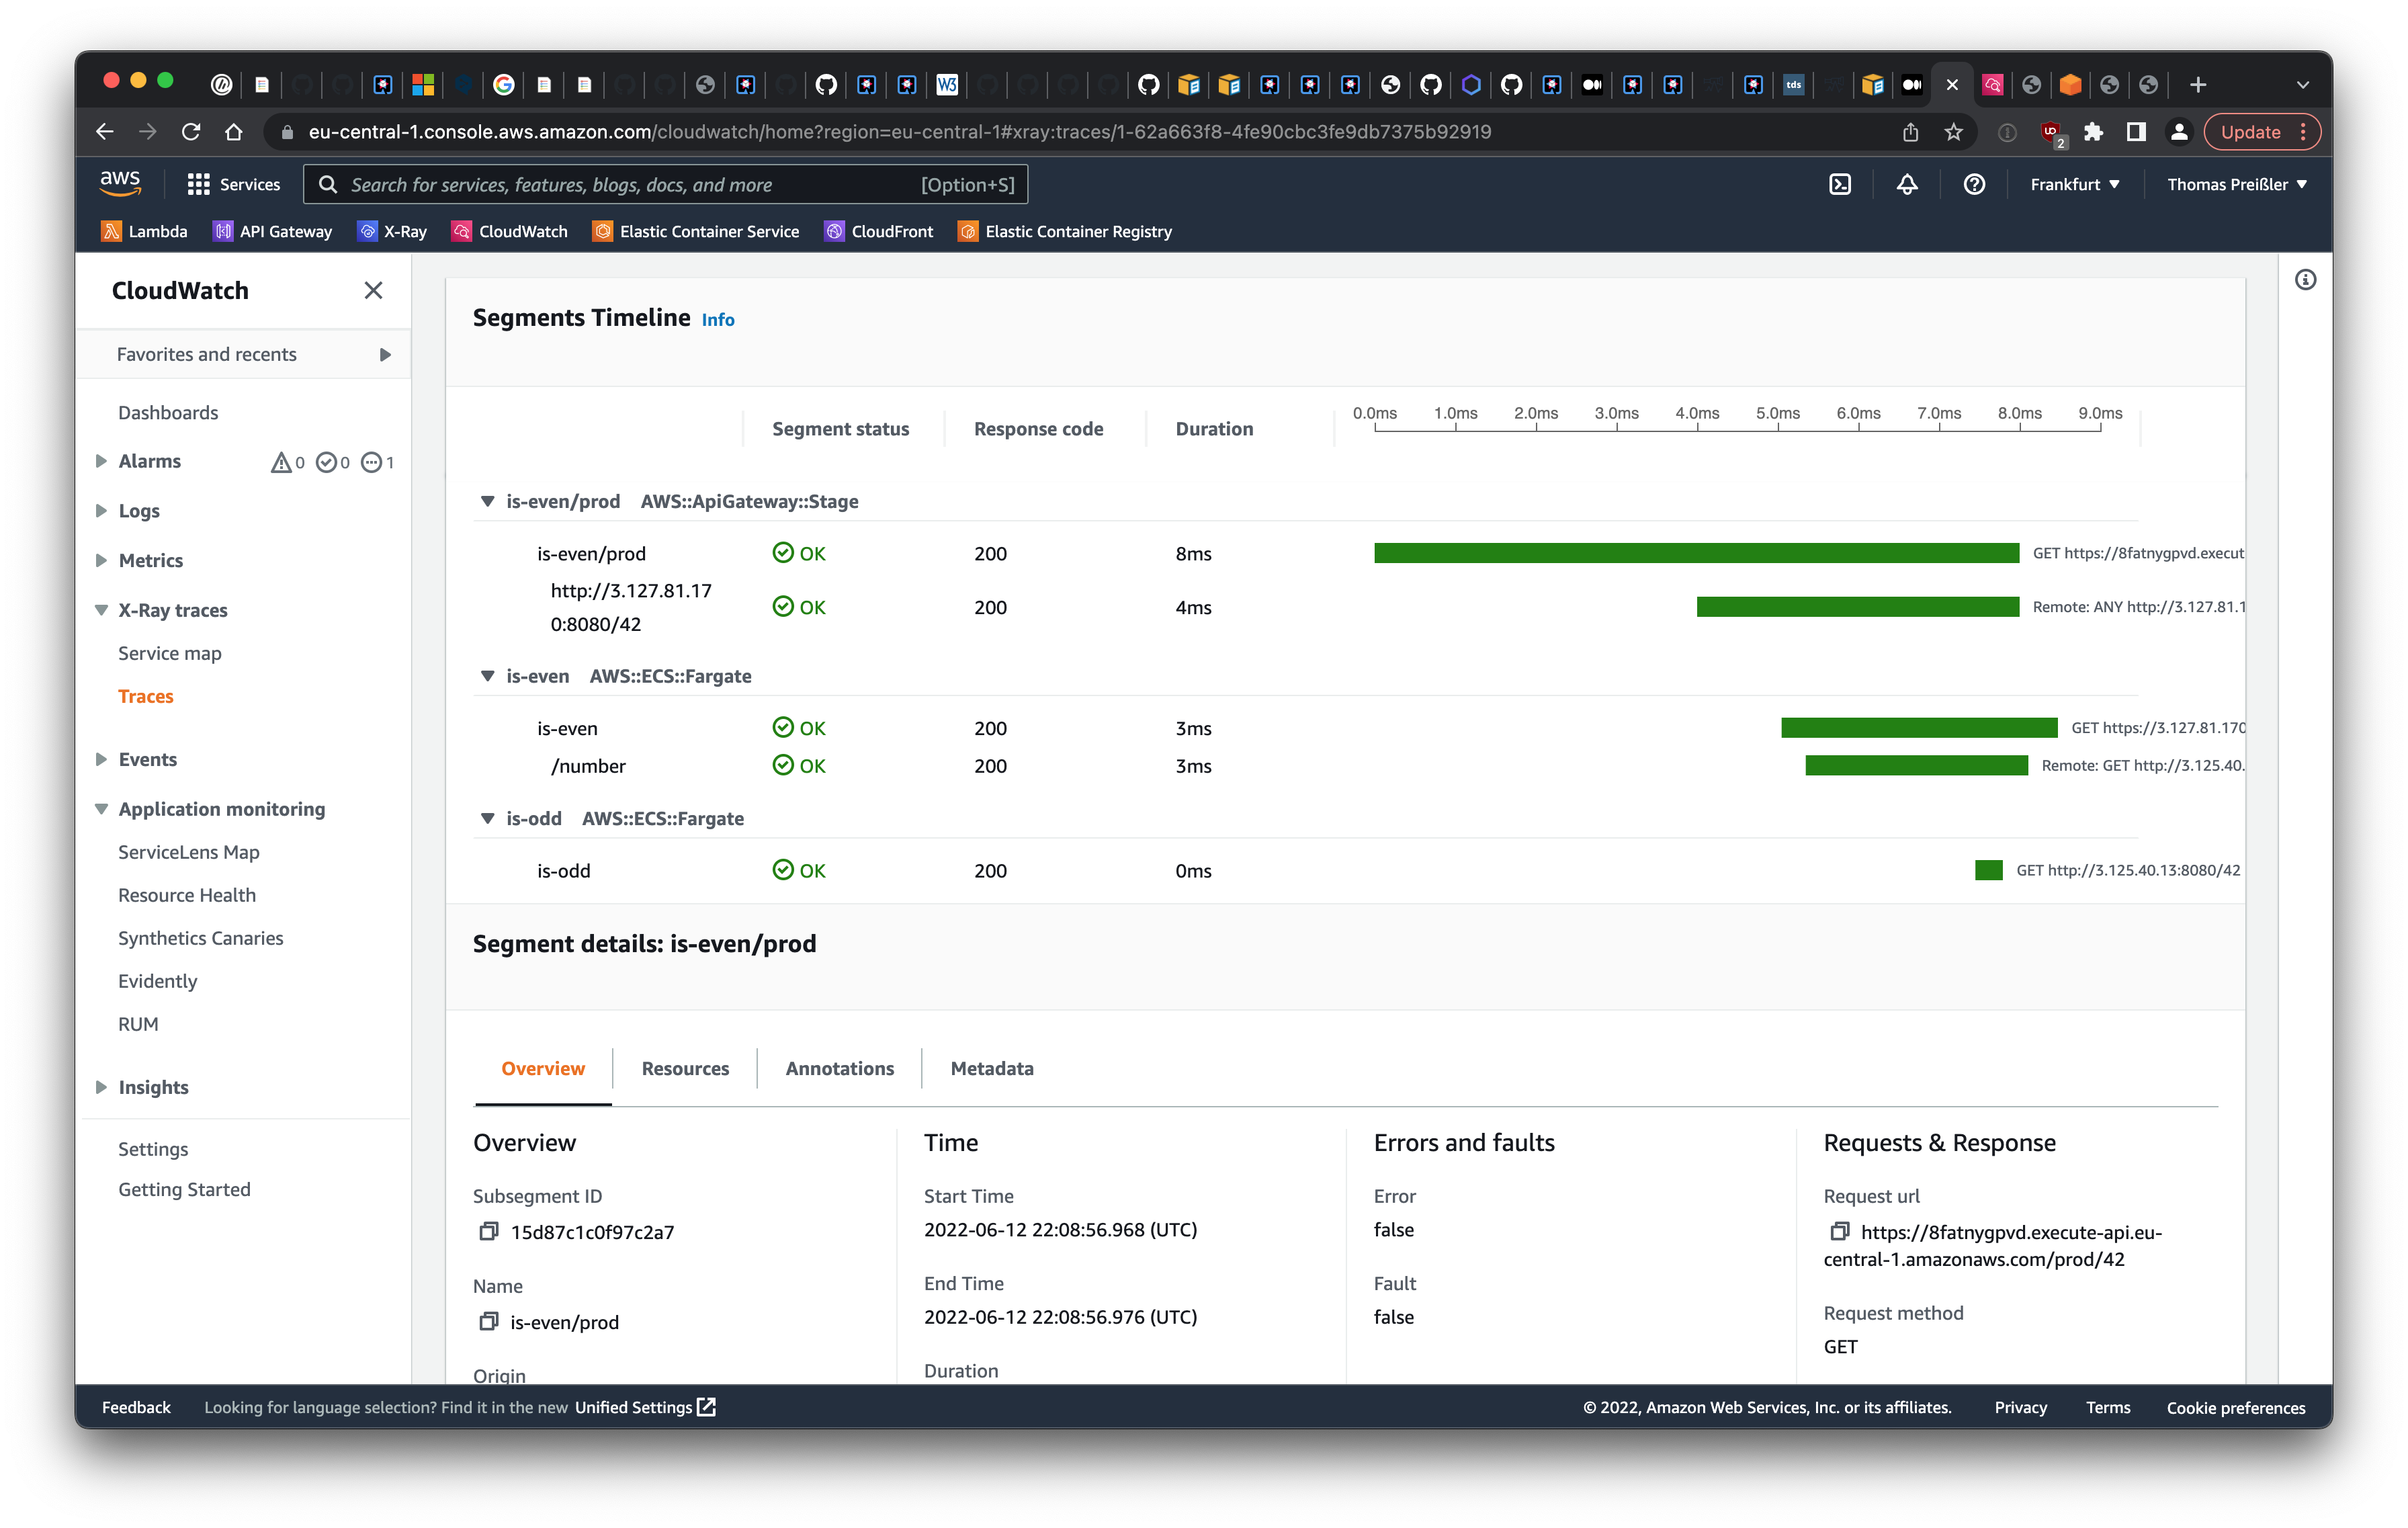 W3
tds
eu-central-1.console.aws.amazon.com/cloudwatch/home?region=eu-central-1#xray:traces/1-62a663f8-4fe90cbc3fe9db7375b92919
2
Update
aws
Services
Search for services, features, blogs, docs, and more
[Option+S]
Frankfurt
Thomas Preißler
Lambda
API Gateway
X-Ray
CloudWatch
Elastic Container Service
CloudFront
Elastic Container Registry
CloudWatch
Favorites and recents
Dashboards
Alarms
0
0
1
Logs
Metrics
X-Ray traces
Service map
Traces
Events
Application monitoring
ServiceLens Map
Resource Health
Synthetics Canaries
Evidently
RUM
Insights
Settings
Getting Started
Segments Timeline Info
Segment status
Response code
Duration
0.0ms 1.0ms 2.0ms 3.0ms 4.0ms 5.0ms 6.0ms 7.0ms 8.0ms 9.0ms
is-even/prod AWS::ApiGateway::Stage
is-even/prod OK 200 8ms GET https://8fatnygpvd.execut
http://3.127.81.17
0:8080/42
OK 200 4ms Remote: ANY http://3.127.81.1
is-even AWS::ECS::Fargate
is-even OK 200 3ms GET https://3.127.81.170
/number OK 200 3ms Remote: GET http://3.125.40.
is-odd AWS::ECS::Fargate
is-odd OK 200 0ms GET http://3.125.40.13:8080/42
Segment details: is-even/prod
Overview
Resources
Annotations
Metadata
Overview
Subsegment ID
15d87c1c0f97c2a7
Name
is-even/prod
Origin
Time
Start Time
2022-06-12 22:08:56.968 (UTC)
End Time
2022-06-12 22:08:56.976 (UTC)
Duration
Errors and faults
Error
false
Fault
false
Requests & Response
Request url
https://8fatnygpvd.execute-api.eu-
central-1.amazonaws.com/prod/42
Request method
GET
Feedback
Looking for language selection? Find it in the new Unified Settings
© 2022, Amazon Web Services, Inc. or its affiliates.
Privacy
Terms
Cookie preferences